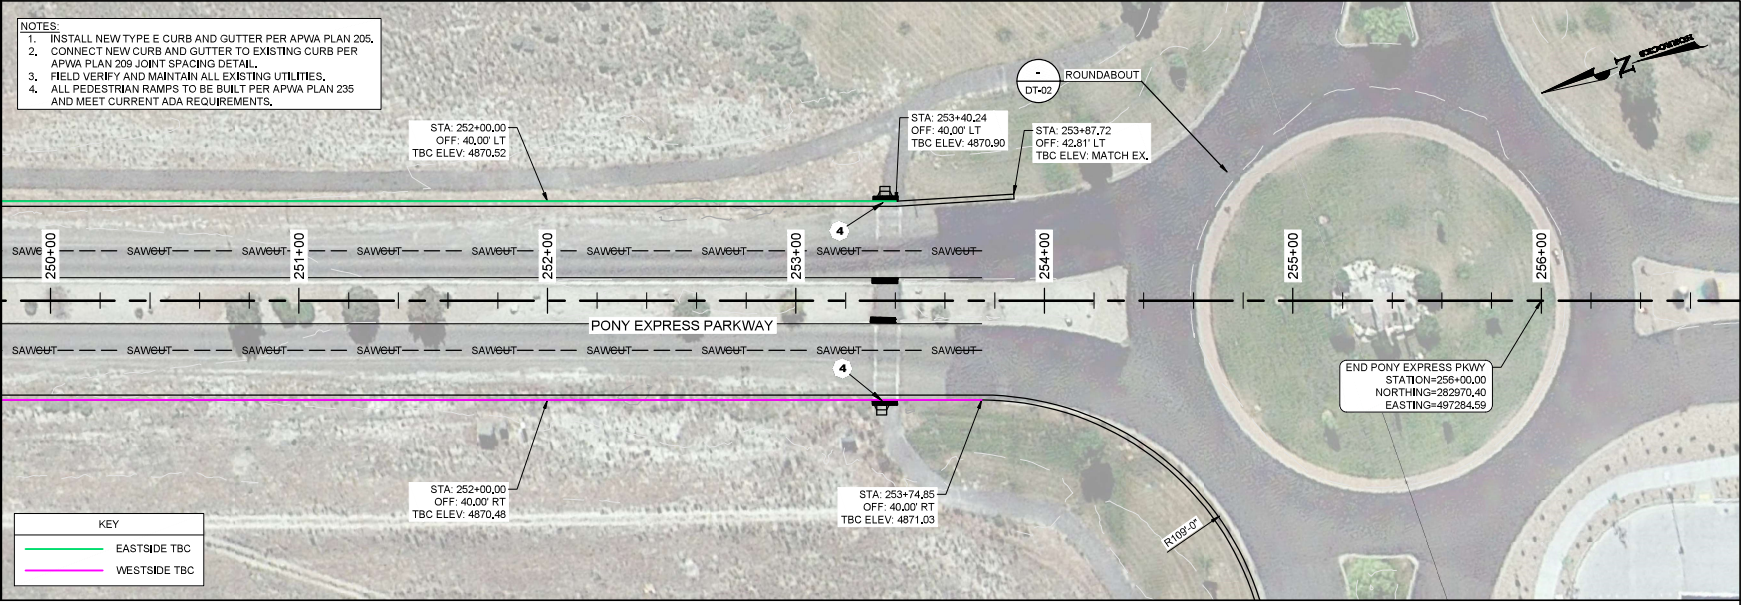 NOTES:
1. INSTALL NEW TYPE E CURB AND GUTTER PER APWA PLAN 205.
2. CONNECT NEW CURB AND GUTTER TO EXISTING CURB PER
APWA PLAN 209 JOINT SPACING DETAIL.
3. FIELD VERIFY AND MAINTAIN ALL EXISTING UTILITIES.
4. ALL PEDESTRIAN RAMPS TO BE BUILT PER APWA PLAN 235
AND MEET CURRENT ADA REQUIREMENTS.
HORROCKS
N
-
DT-02
ROUNDABOUT
STA: 252+00.00
OFF: 40.00' LT
TBC ELEV: 4870.52
STA: 253+40.24
OFF: 40.00' LT
TBC ELEV: 4870.90
STA: 253+87.72
OFF: 42.81' LT
TBC ELEV: MATCH EX.
4
SAWCUT SAWCUT SAWCUT SAWCUT SAWCUT SAWCUT SAWCUT SAWCUT SAWCUT
250+00 251+00 252+00 253+00 254+00 255+00 256+00
PONY EXPRESS PARKWAY
SAWCUT SAWCUT SAWCUT SAWCUT SAWCUT SAWCUT SAWCUT SAWCUT SAWCUT
4
END PONY EXPRESS PKWY
STATION=256+00.00
NORTHING=282970.40
EASTING=497284.59
STA: 252+00.00
OFF: 40.00' RT
TBC ELEV: 4870.48
STA: 253+74.85
OFF: 40.00' RT
TBC ELEV: 4871.03
R109'-0"
KEY
EASTSIDE TBC
WESTSIDE TBC